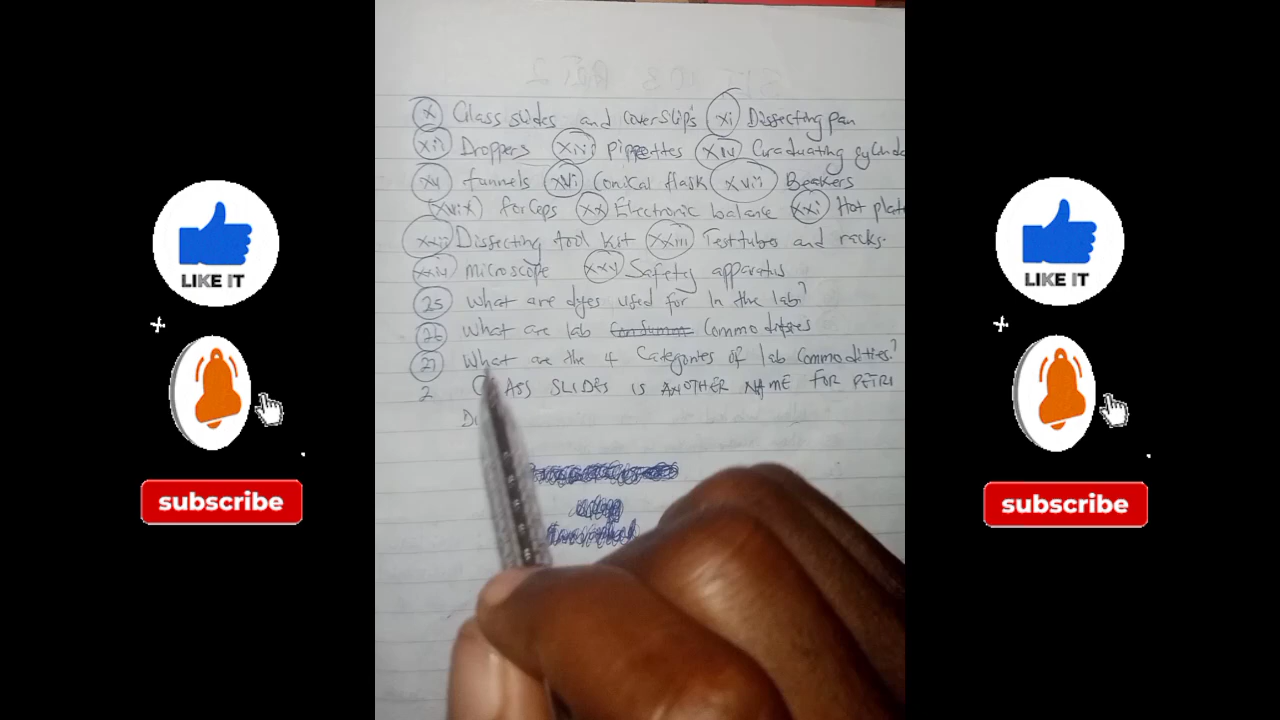 (x) Glass slides and coverslips (xi) Dissecting pan
(xii) Droppers (xiii) pippettes (xiv) Graduating cylinde
(xv) funnels (xvi) Conical flask (xvii) Beakers
(xvix) forceps (xx) Electronic balance (xxi) Hot plate
(xxii) Dissecting tool kit (xxiii) Test tubes and racks.
(xxiv) microscope (xxv) Safety apparatus
(25) What are dyes used for in the lab?
(26) What are lab Commodities
(27) What are the 4 Categories of lab Commodities?
2 GLASS SLIDES IS ANOTHER NAME FOR PETRI
LIKE IT
subscribe
LIKE IT
subscribe